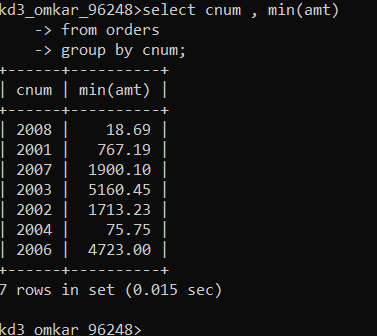 kd3_omkar_96248>select cnum , min(amt)
    -> from orders
    -> group by cnum;
+------+----------+
| cnum | min(amt) |
+------+----------+
| 2008 |    18.69 |
| 2001 |   767.19 |
| 2007 |  1900.10 |
| 2003 |  5160.45 |
| 2002 |  1713.23 |
| 2004 |    75.75 |
| 2006 |  4723.00 |
+------+----------+
7 rows in set (0.015 sec)
kd3_omkar_96248>